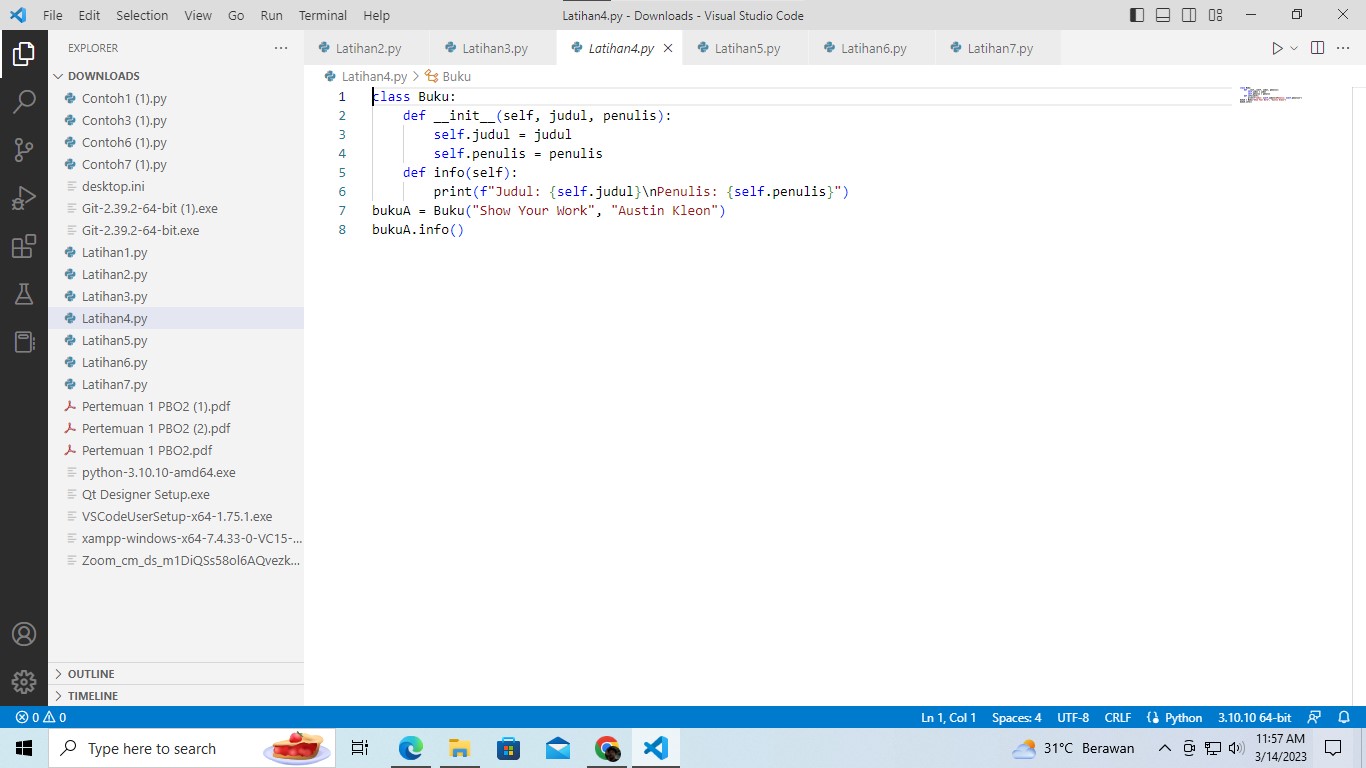 File Edit Selection View Go Run Terminal Help
Latihan4.py - Downloads - Visual Studio Code
EXPLORER
DOWNLOADS
Contoh1 (1).py
Contoh3 (1).py
Contoh6 (1).py
Contoh7 (1).py
desktop.ini
Git-2.39.2-64-bit (1).exe
Git-2.39.2-64-bit.exe
Latihan1.py
Latihan2.py
Latihan3.py
Latihan4.py
Latihan5.py
Latihan6.py
Latihan7.py
Pertemuan 1 PBO2 (1).pdf
Pertemuan 1 PBO2 (2).pdf
Pertemuan 1 PBO2.pdf
python-3.10.10-amd64.exe
Qt Designer Setup.exe
VSCodeUserSetup-x64-1.75.1.exe
xampp-windows-x64-7.4.33-0-VC15-...
Zoom_cm_ds_m1DiQSs58ol6AQvezk...
OUTLINE
TIMELINE
Latihan2.py Latihan3.py Latihan4.py Latihan5.py Latihan6.py Latihan7.py
Latihan4.py > Buku
1 class Buku:
2     def __init__(self, judul, penulis):
3         self.judul = judul
4         self.penulis = penulis
5     def info(self):
6         print(f"Judul: {self.judul}\nPenulis: {self.penulis}")
7 bukuA = Buku("Show Your Work", "Austin Kleon")
8 bukuA.info()
0 0 Ln 1, Col 1 Spaces: 4 UTF-8 CRLF Python 3.10.10 64-bit
Type here to search
31°C Berawan
11:57 AM
3/14/2023